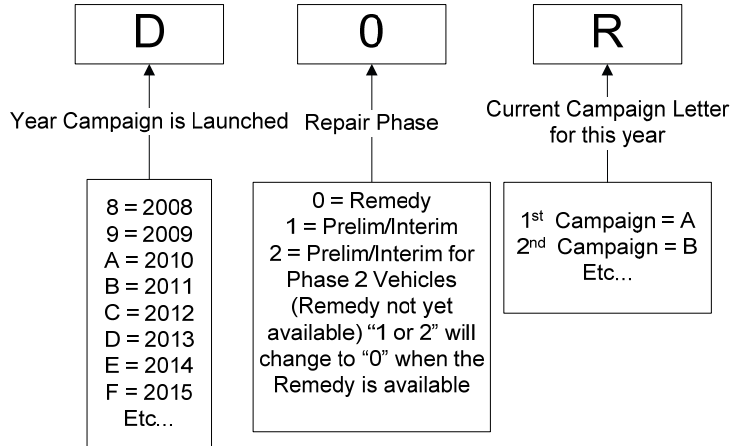 D
0
R
Year Campaign is Launched
Repair Phase
Current Campaign Letter
for this year
8 = 2008
9 = 2009
A = 2010
B = 2011
C = 2012
D = 2013
E = 2014
F = 2015
Etc...
0 = Remedy
1 = Prelim/Interim
2 = Prelim/Interim for
Phase 2 Vehicles
(Remedy not yet
available) “1 or 2” will
change to “0” when the
Remedy is available
1st Campaign = A
2nd Campaign = B
Etc...